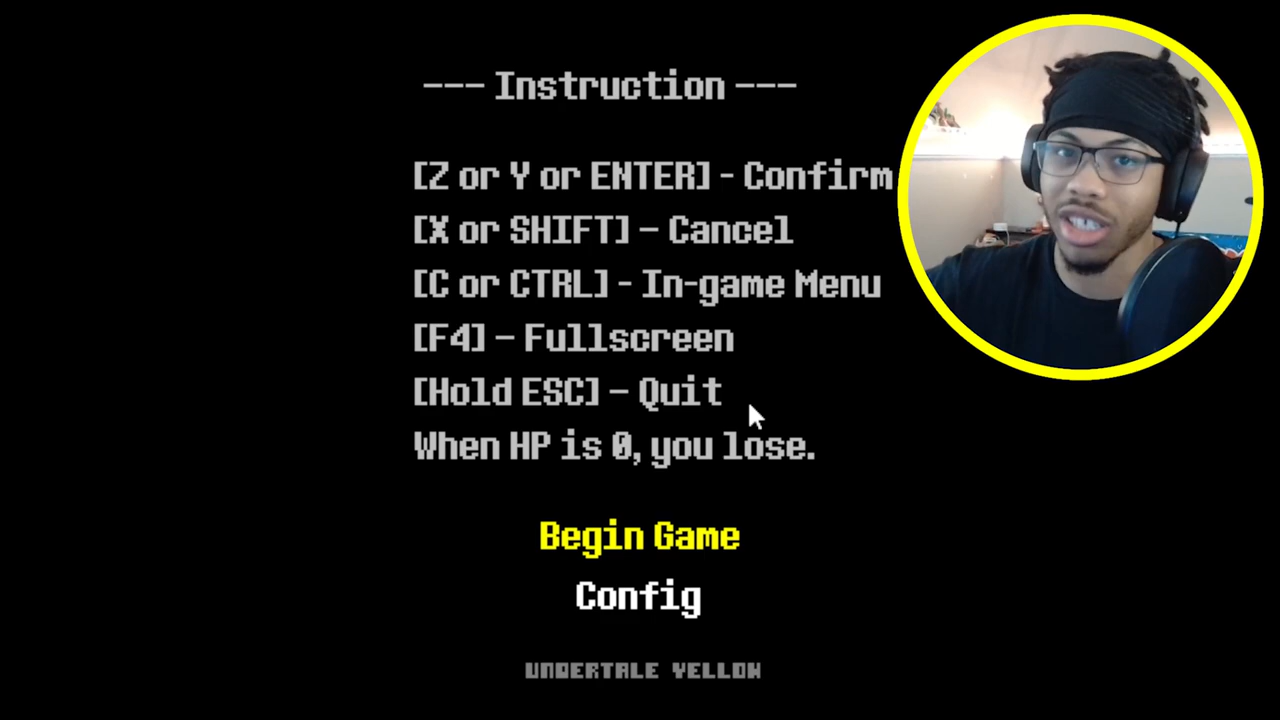 --- Instruction ---
[Z or Y or ENTER] - Confirm
[X or SHIFT] - Cancel
[C or CTRL] - In-game Menu
[F4] - Fullscreen
[Hold ESC] - Quit
When HP is 0, you lose.
Begin Game
Config
UNDERTALE YELLOW